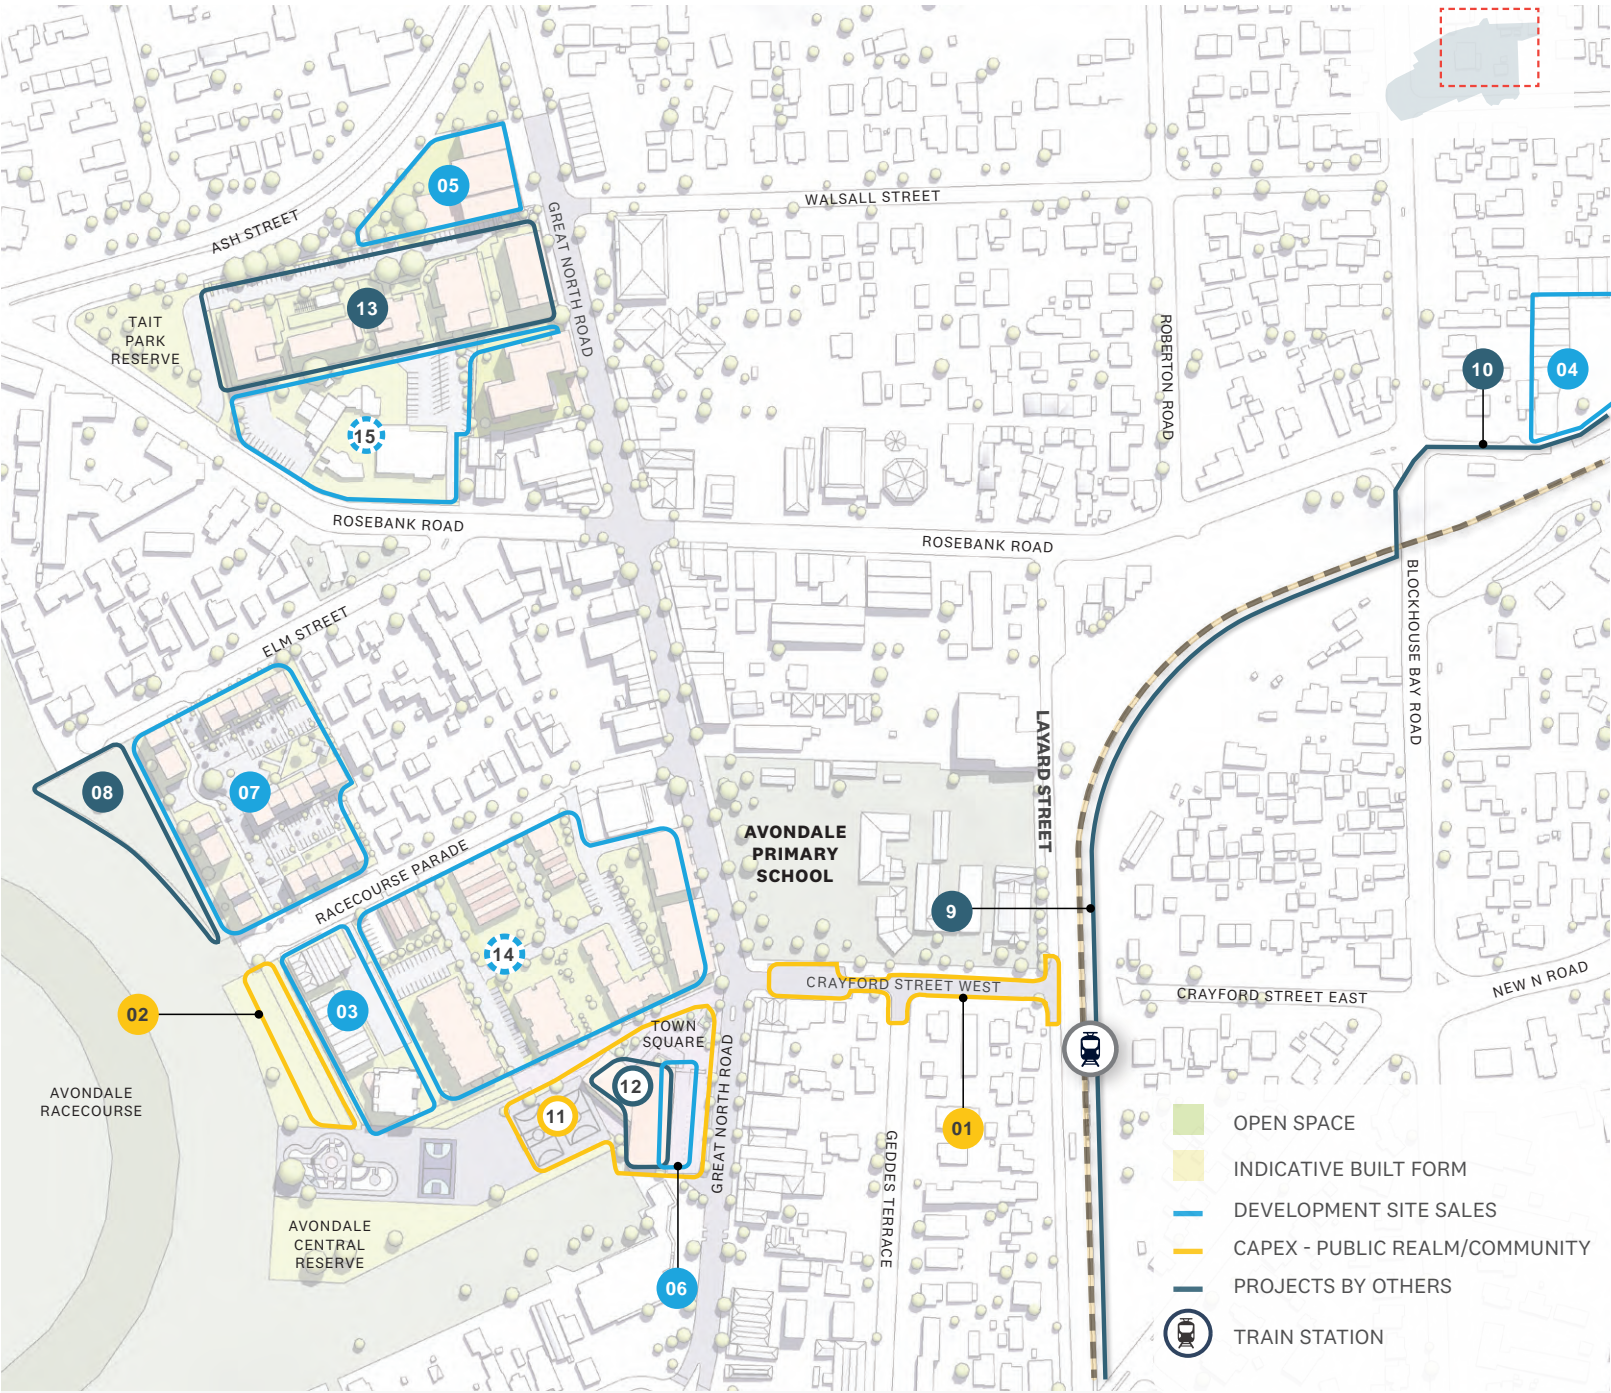 05
WALSALL STREET
ASH STREET
GREAT NORTH ROAD
13
TAIT
PARK
RESERVE
ROBERTON ROAD
10
04
15
ROSEBANK ROAD
ROSEBANK ROAD
BLOCKHOUSE BAY ROAD
ELM STREET
LAYARD STREET
08
07
AVONDALE
PRIMARY
SCHOOL
RACECOURSE PARADE
9
14
CRAYFORD STREET WEST
CRAYFORD STREET EAST
NEW N ROAD
02
03
TOWN
SQUARE
GREAT NORTH ROAD
12
11
AVONDALE
RACECOURSE
01
GEDDES TERRACE
AVONDALE
CENTRAL
RESERVE
06
OPEN SPACE
INDICATIVE BUILT FORM
DEVELOPMENT SITE SALES
CAPEX - PUBLIC REALM/COMMUNITY
PROJECTS BY OTHERS
TRAIN STATION